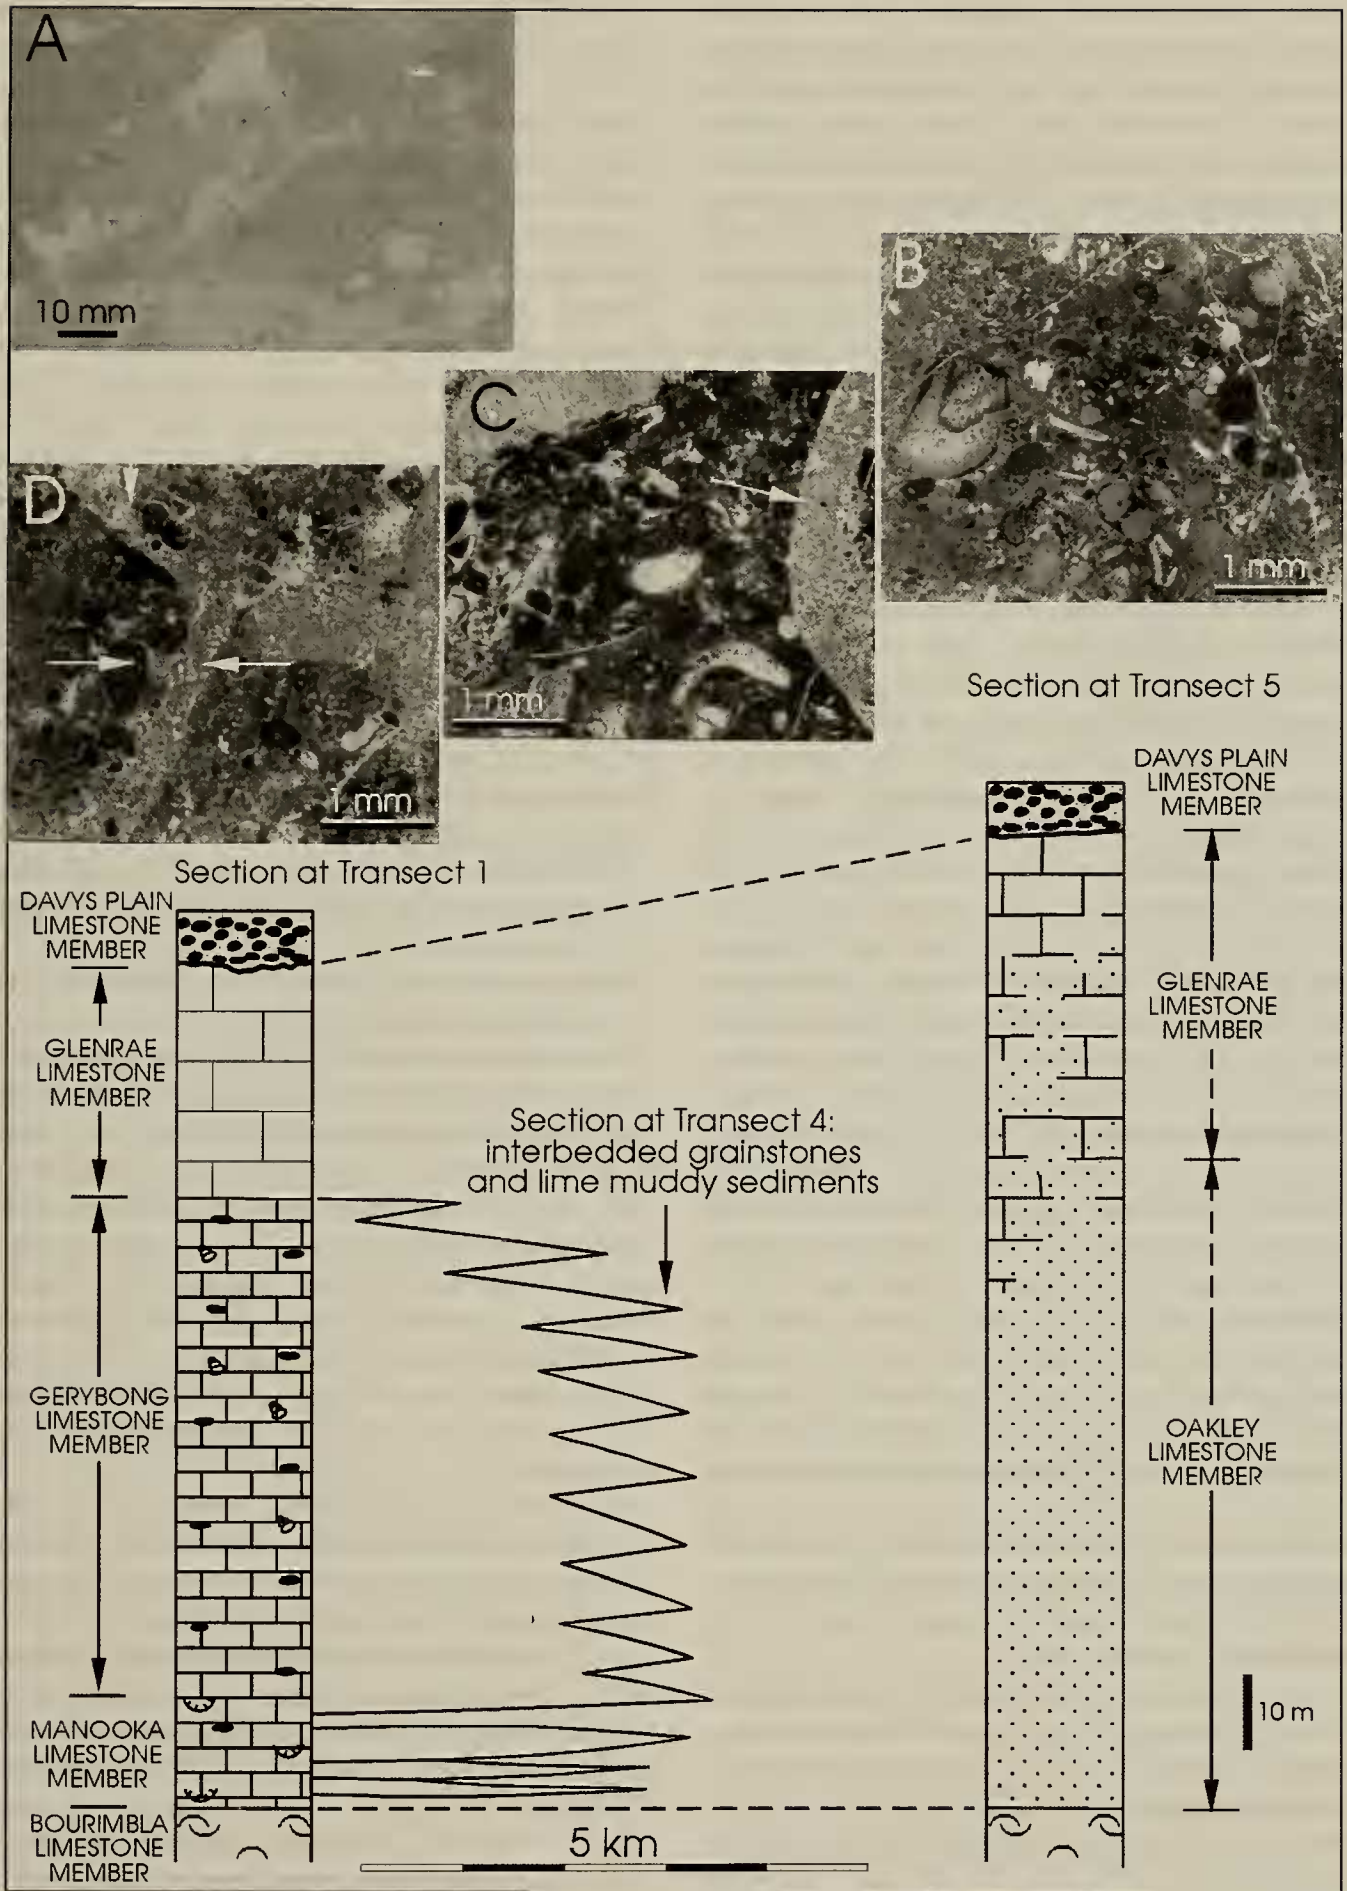 A
10 mm
B
1 mm
C
1 mm
D
1 mm
Section at Transect 5
DAVYS PLAIN
LIMESTONE
MEMBER
GLENRAE
LIMESTONE
MEMBER
OAKLEY
LIMESTONE
MEMBER
Section at Transect 1
DAVYS PLAIN
LIMESTONE
MEMBER
GLENRAE
LIMESTONE
MEMBER
GERYBONG
LIMESTONE
MEMBER
MANOOKA
LIMESTONE
MEMBER
BOURIMBLA
LIMESTONE
MEMBER
Section at Transect 4:
interbedded grainstones
and lime muddy sediments
10 m
5 km